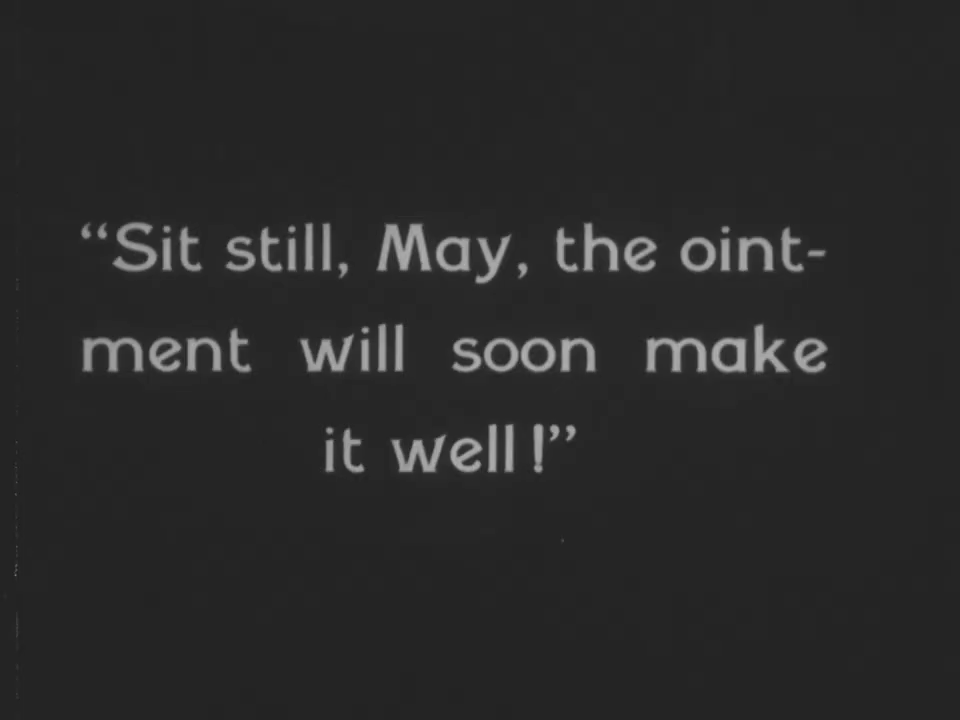 “Sit still, May, the oint-
ment will soon make
it well!”